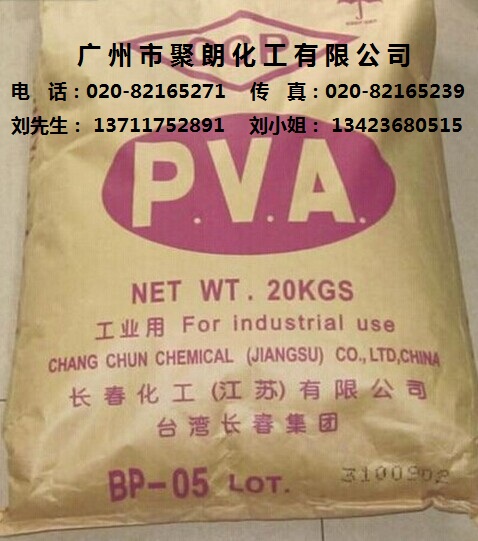 CCP
广州市聚朗化工有限公司
电 话：020-82165271 传 真：020-82165239
刘先生： 13711752891 刘小姐： 13423680515
P.V.A.
NET WT. 20KGS
工业用 For industrial use
CHANG CHUN CHEMICAL (JIANGSU) CO., LTD,CHINA
长春化工(江苏)有限公司
台湾长春集团
BP-05 LOT.